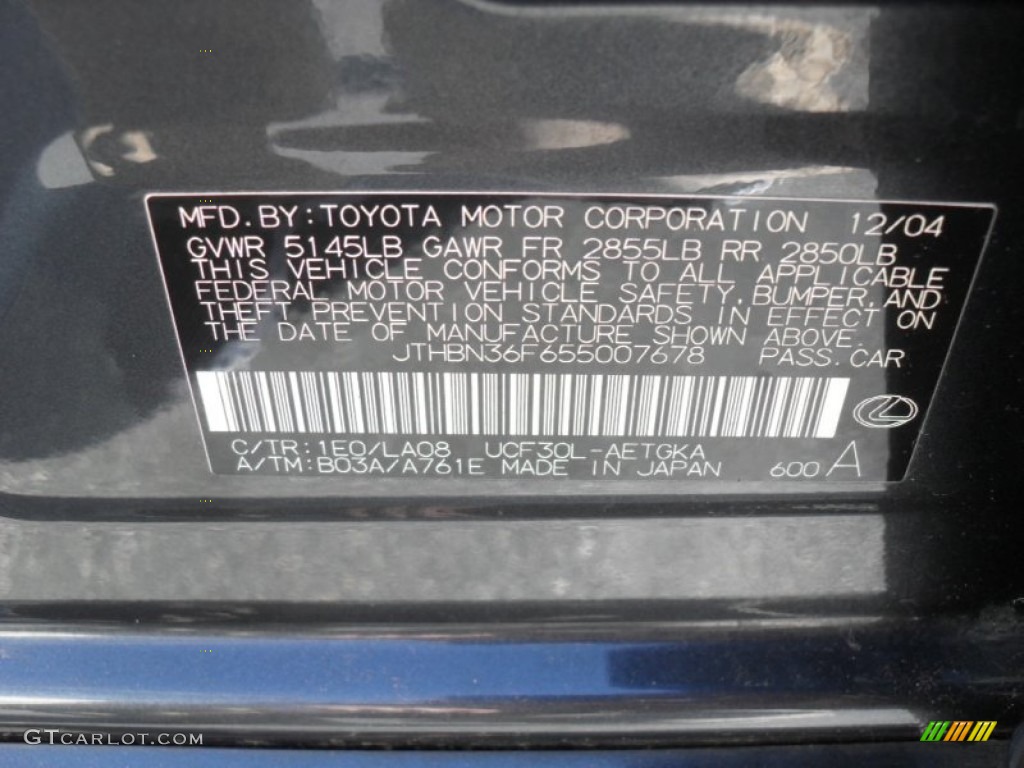 MFD.BY:TOYOTA MOTOR CORPORATION 12/04
GVWR 5145LB GAWR FR 2855LB RR 2850LB
THIS VEHICLE CONFORMS TO ALL APPLICABLE
FEDERAL MOTOR VEHICLE SAFETY,BUMPER,AND
THEFT PREVENTION STANDARDS IN EFFECT ON
THE DATE OF MANUFACTURE SHOWN ABOVE.
JTHBN36F655007678 PASS.CAR
C/TR:1E0/LA08 UCF30L-AETGKA
A/TM:B03A/A761E MADE IN JAPAN 600 A
GTCARLOT.COM